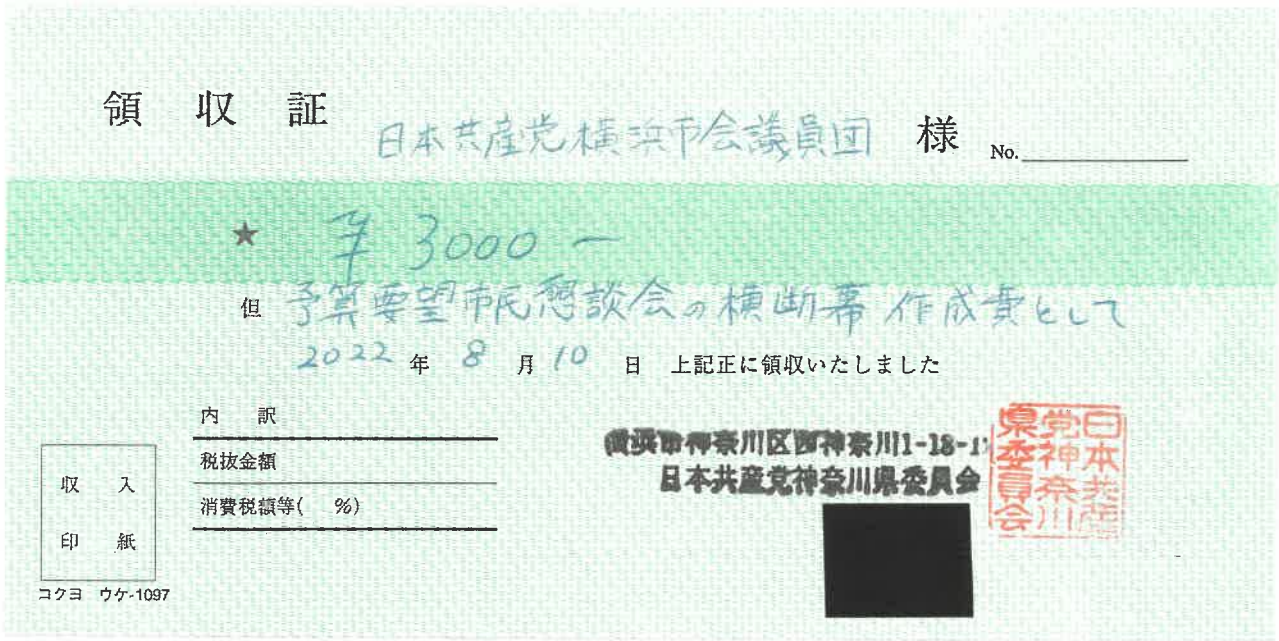 領収証 日本共産党横浜市会議員団 様 No.
★ ¥3000-
但 予算要望市民懇談会の横断幕 作成費として
2022年 8月10日 上記正に領収いたしました
内訳
税抜金額
消費税額等( %)
収入
印紙
コクヨ ウケ-1097
横浜市神奈川区西神奈川1-18-1
日本共産党神奈川県委員会
日本共産
党神奈川
県委員会